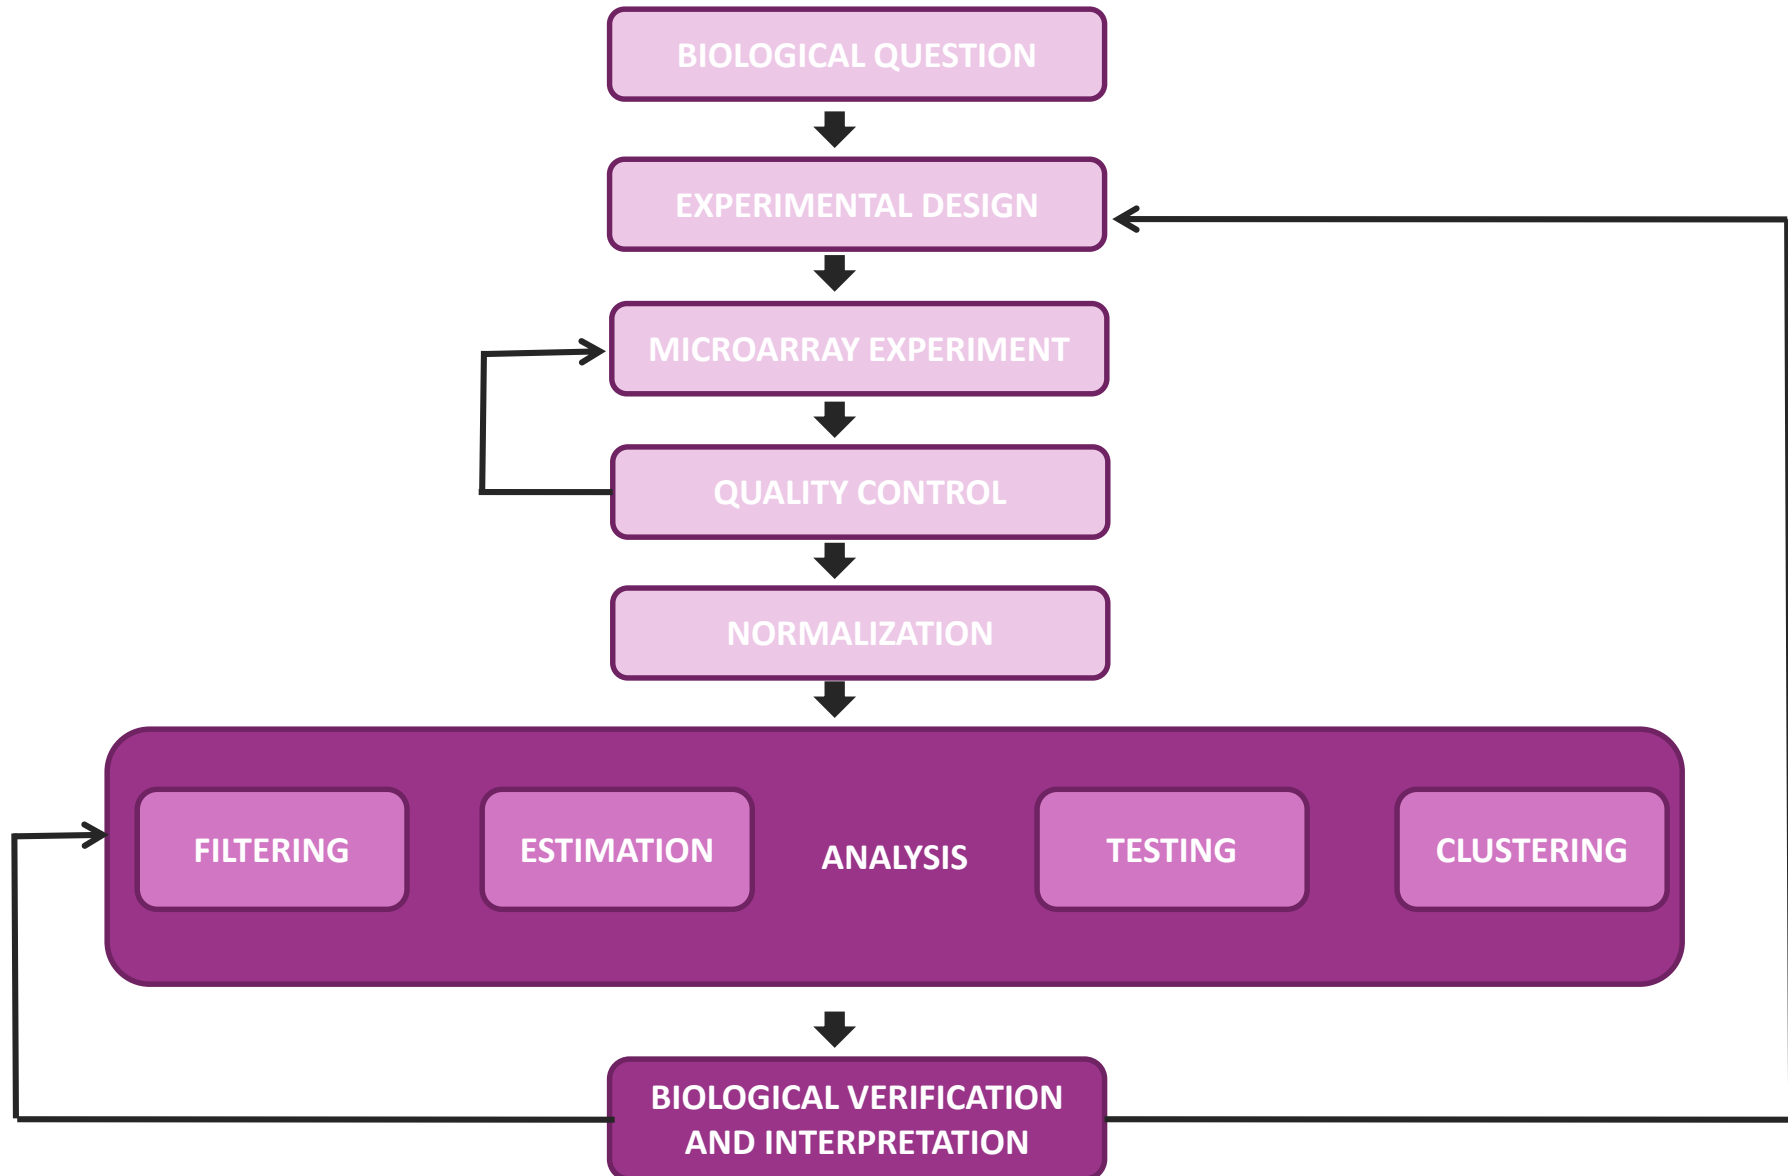 BIOLOGICAL QUESTION
EXPERIMENTAL DESIGN
MICROARRAY EXPERIMENT
QUALITY CONTROL
NORMALIZATION
FILTERING
ESTIMATION
ANALYSIS
TESTING
CLUSTERING
BIOLOGICAL VERIFICATION
AND INTERPRETATION